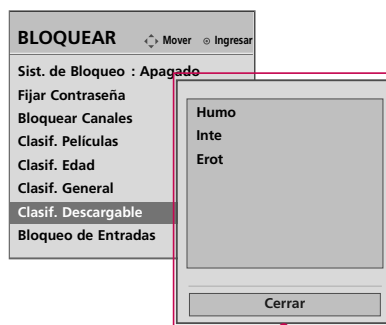 BLOQUEAR Mover Ingresar
Sist. de Bloqueo : Apagado
Fijar Contraseña
Bloquear Canales
Clasif. Películas
Clasif. Edad
Clasif. General
Clasif. Descargable
Bloqueo de Entradas
Humo
Inte
Erot
Cerrar